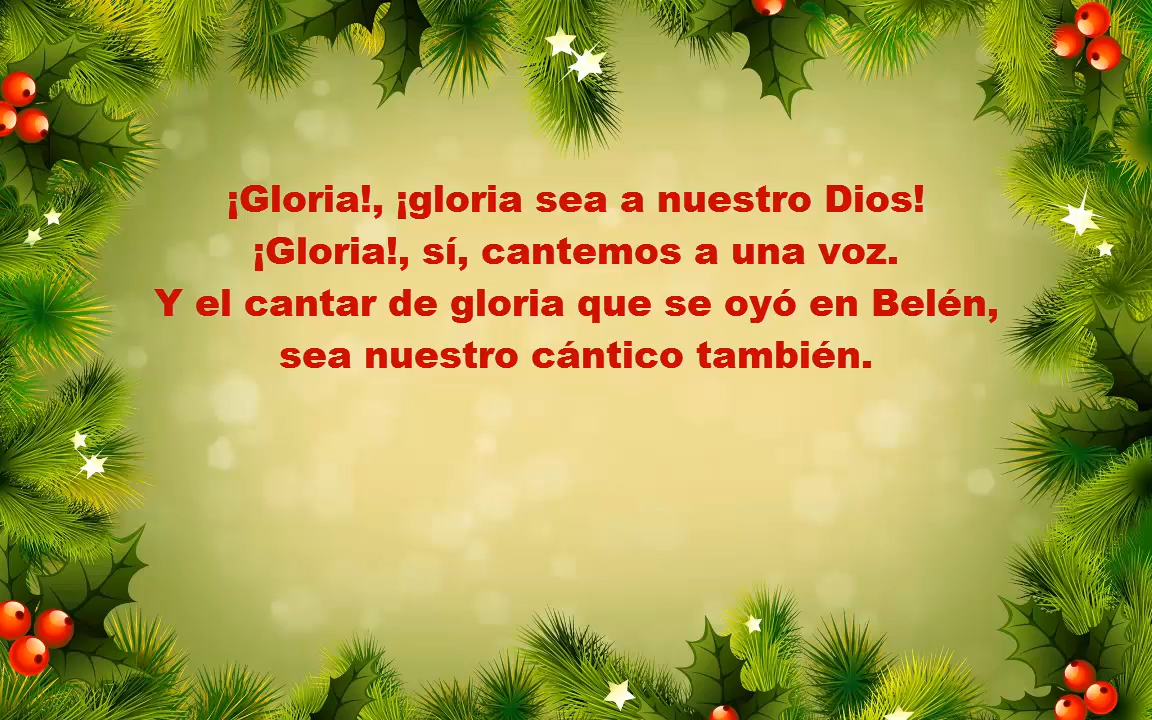 ¡Gloria!, ¡gloria sea a nuestro Dios!
¡Gloria!, sí, cantemos a una voz.
Y el cantar de gloria que se oyó en Belén,
sea nuestro cántico también.